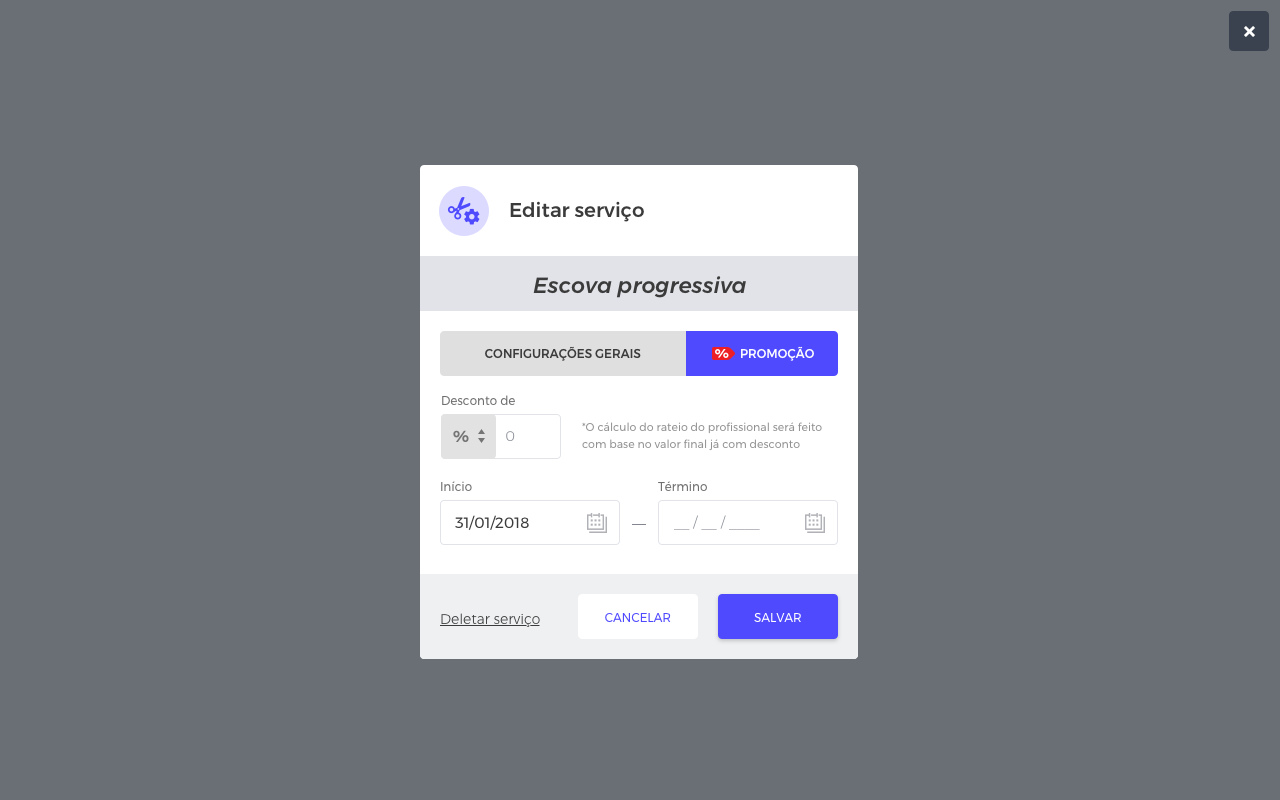 Editar serviço
Escova progressiva
CONFIGURAÇÕES GERAIS
% PROMOÇÃO
Desconto de
% 0
*O cálculo do rateio do profissional será feito
com base no valor final já com desconto
Início
Término
31/01/2018 — __ / __ / ____
Deletar serviço
CANCELAR
SALVAR